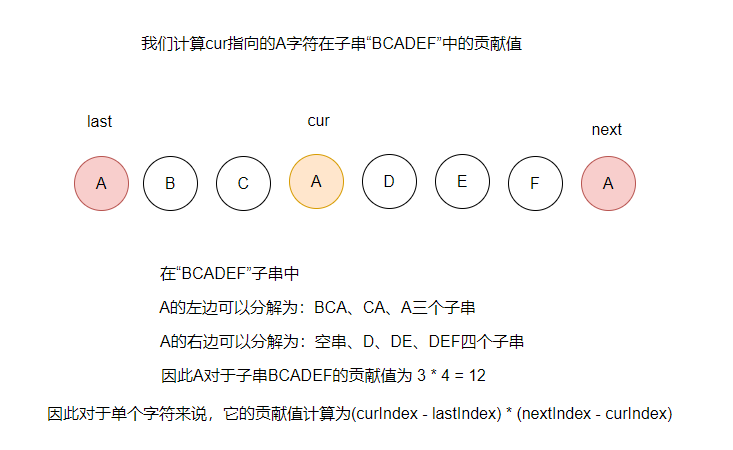 我们计算cur指向的A字符在子串“BCADEF”中的贡献值
last
cur
next
A B C A D E F A
在“BCADEF”子串中
A的左边可以分解为：BCA、CA、A三个子串
A的右边可以分解为：空串、D、DE、DEF四个子串
因此A对于子串BCADEF的贡献值为 3 * 4 = 12
因此对于单个字符来说，它的贡献值计算为(curIndex - lastIndex) * (nextIndex - curIndex)